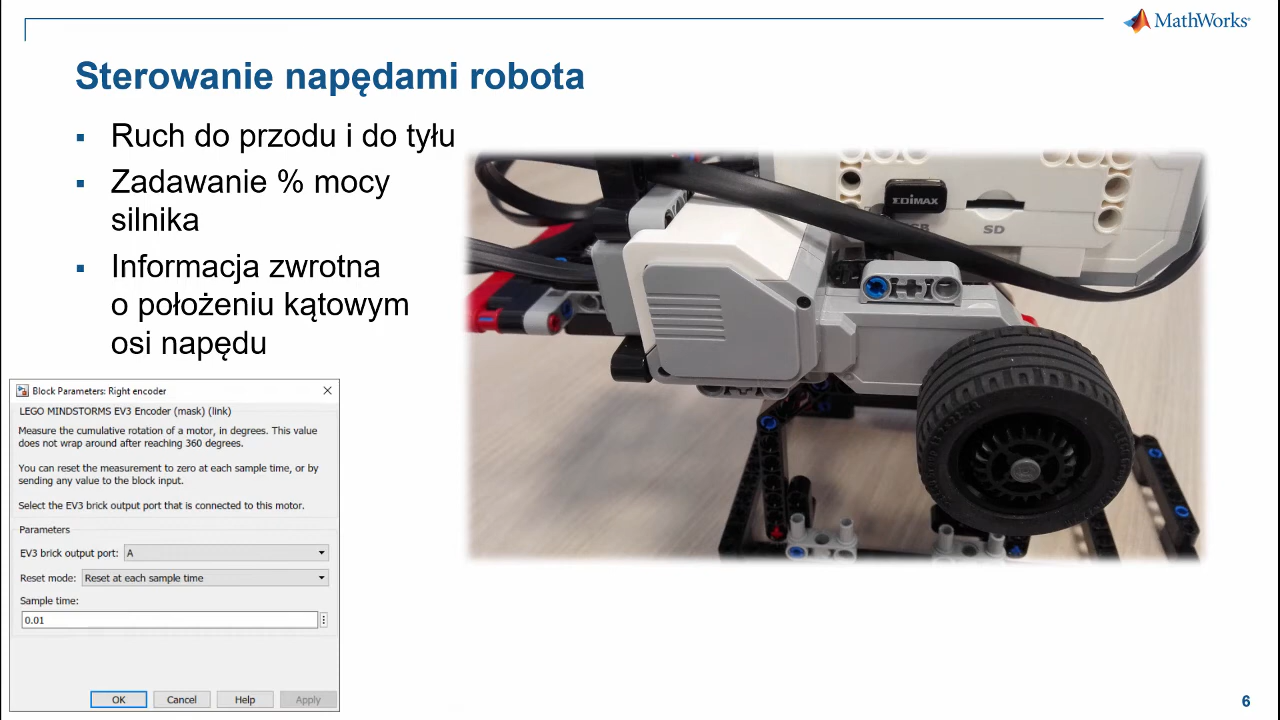 MathWorks®
Sterowanie napędami robota
▪ Ruch do przodu i do tyłu
▪ Zadawanie % mocy
silnika
▪ Informacja zwrotna
o położeniu kątowym
osi napędu
EDIMAX
SD
Block Parameters: Right encoder
LEGO MINDSTORMS EV3 Encoder (mask) (link)
Measure the cumulative rotation of a motor, in degrees. This value
does not wrap around after reaching 360 degrees.
You can reset the measurement to zero at each sample time, or by
sending any value to the block input.
Select the EV3 brick output port that is connected to this motor.
Parameters
EV3 brick output port: A
Reset mode: Reset at each sample time
Sample time:
0.01
OK Cancel Help Apply
6